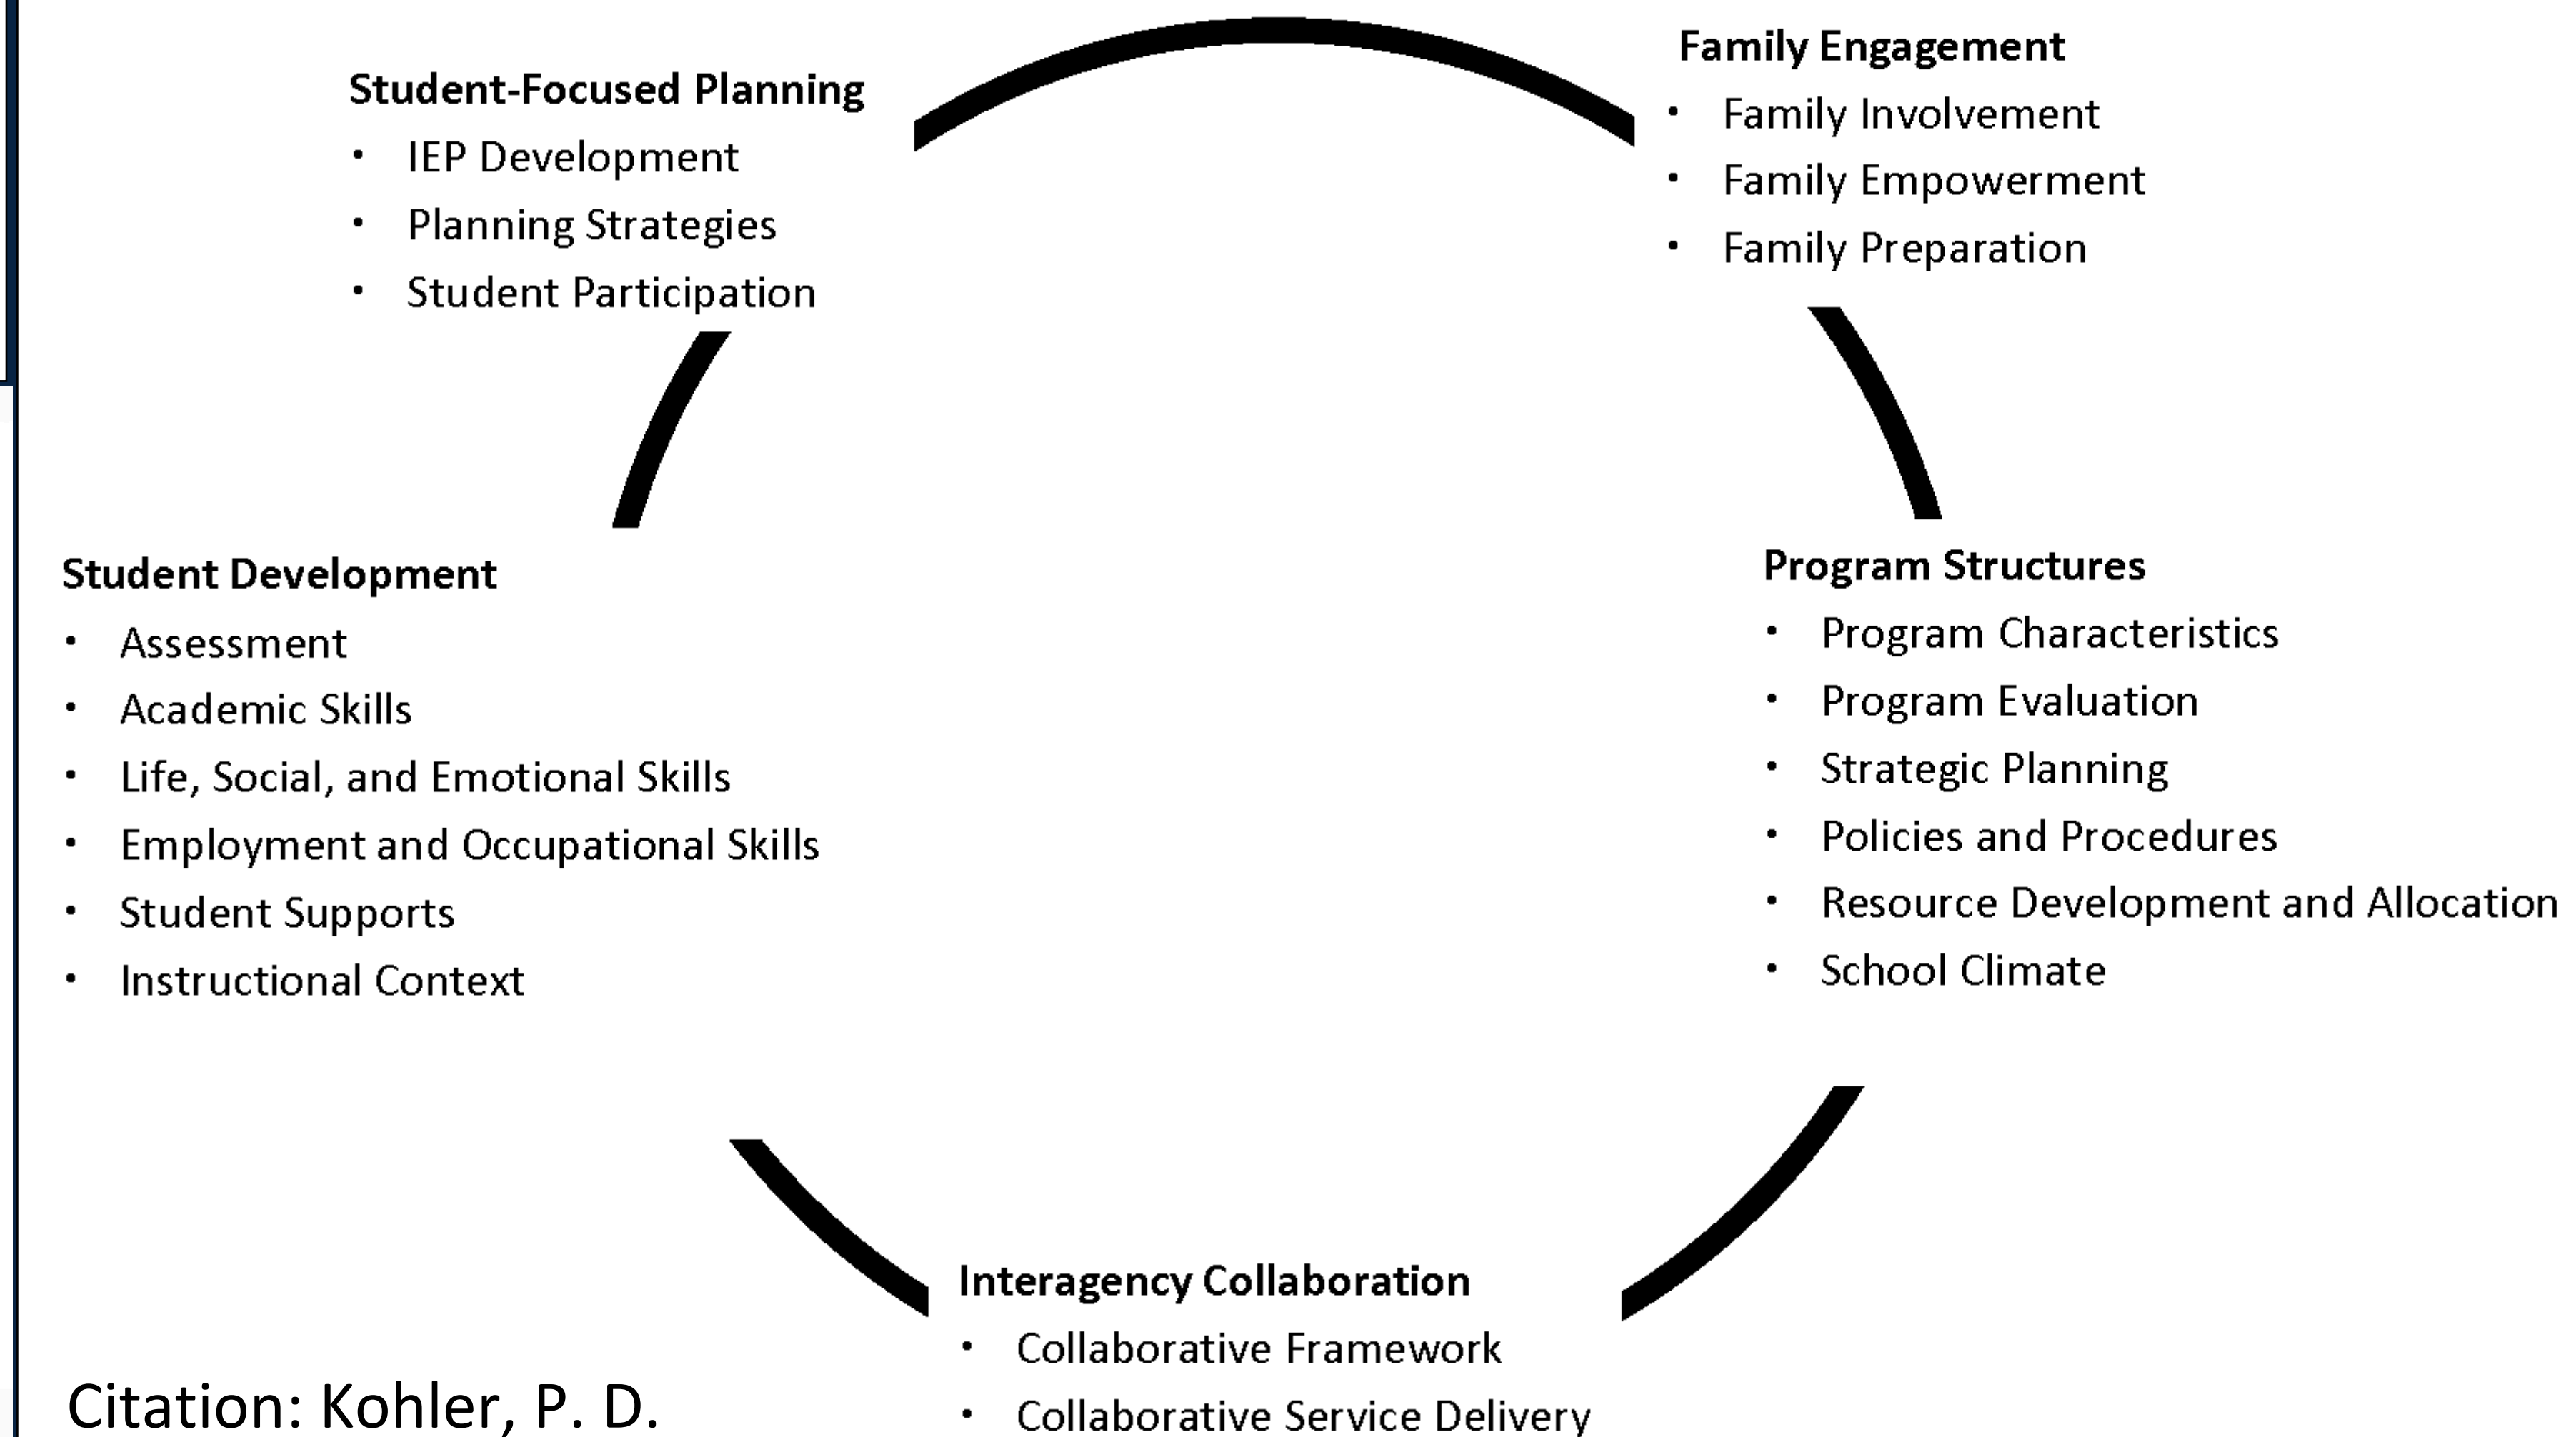 Student-Focused Planning
• IEP Development
• Planning Strategies
• Student Participation
Family Engagement
• Family Involvement
• Family Empowerment
• Family Preparation
Student Development
• Assessment
• Academic Skills
• Life, Social, and Emotional Skills
• Employment and Occupational Skills
• Student Supports
• Instructional Context
Program Structures
• Program Characteristics
• Program Evaluation
• Strategic Planning
• Policies and Procedures
• Resource Development and Allocation
• School Climate
Interagency Collaboration
• Collaborative Framework
• Collaborative Service Delivery
Citation: Kohler, P. D.